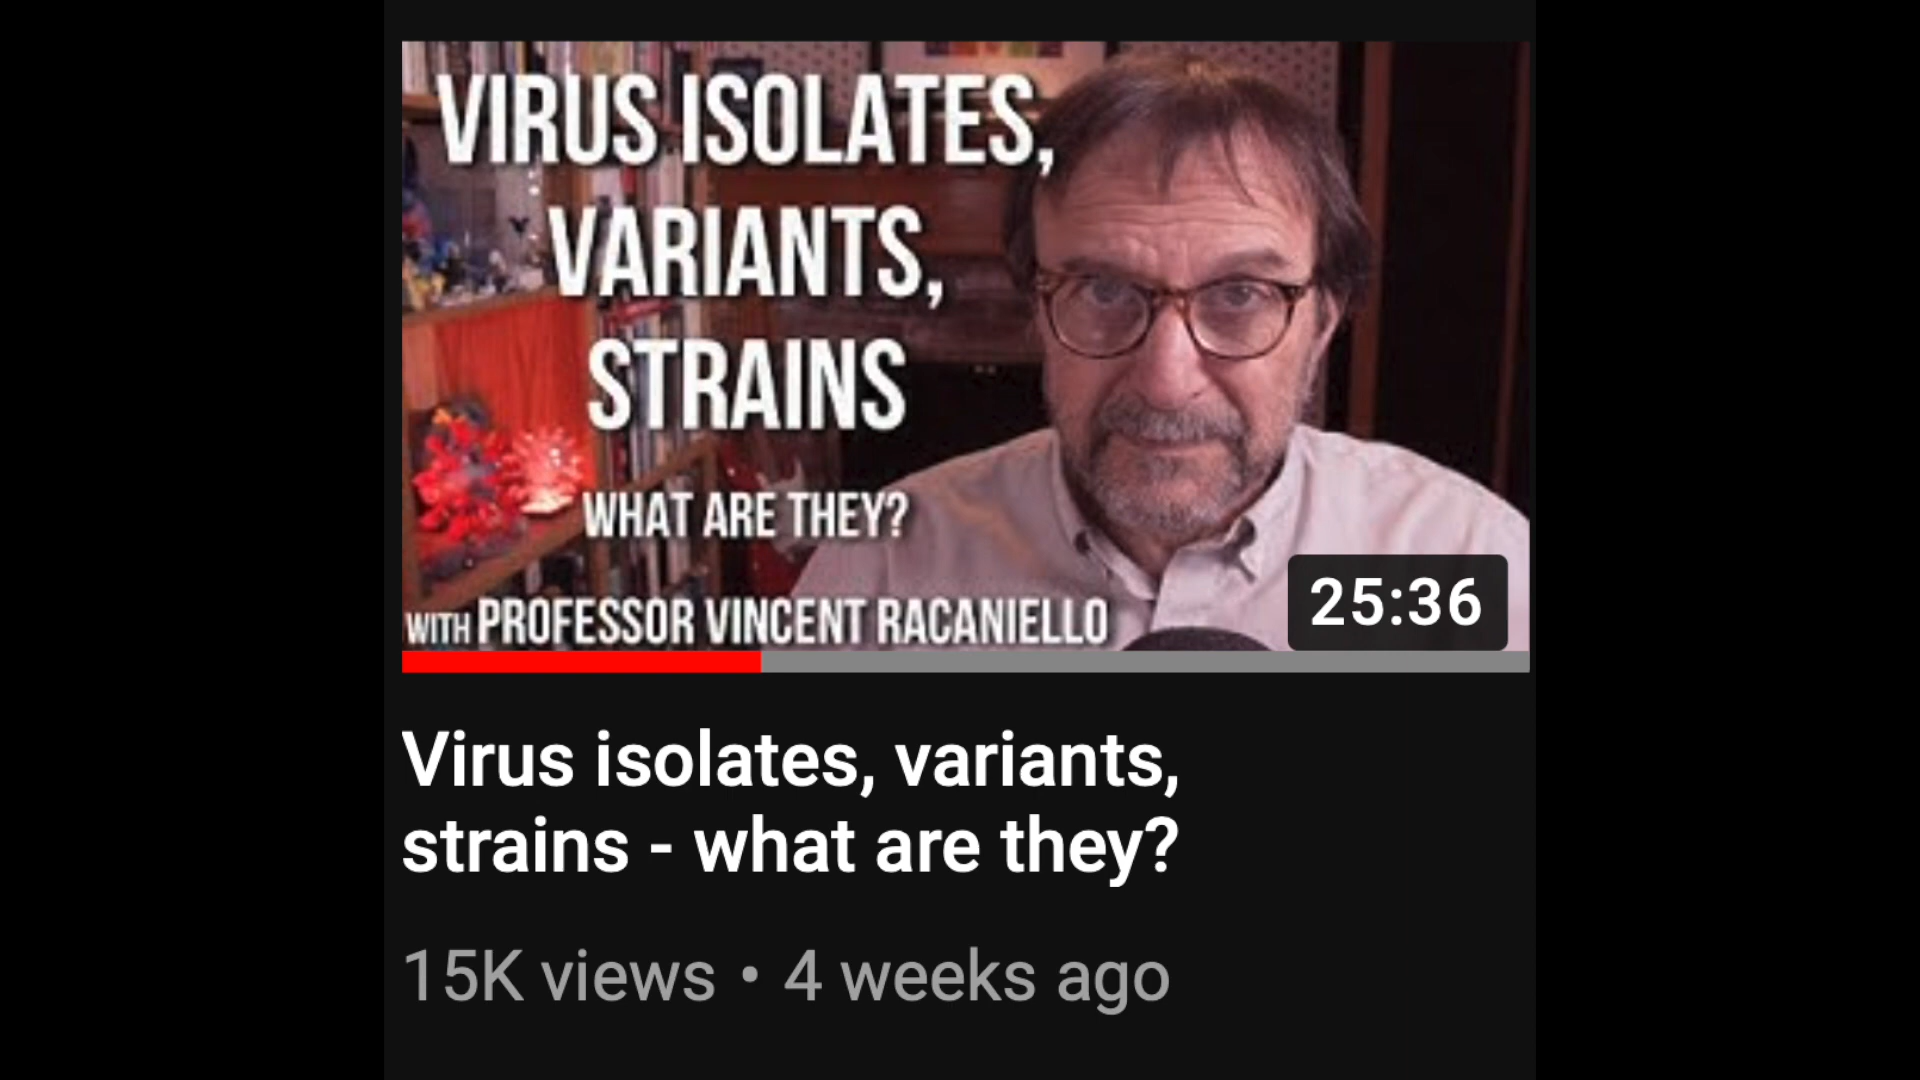 VIRUS ISOLATES,
VARIANTS,
STRAINS
WHAT ARE THEY?
WITH PROFESSOR VINCENT RACANIELLO
25:36
Virus isolates, variants,
strains - what are they?
15K views • 4 weeks ago